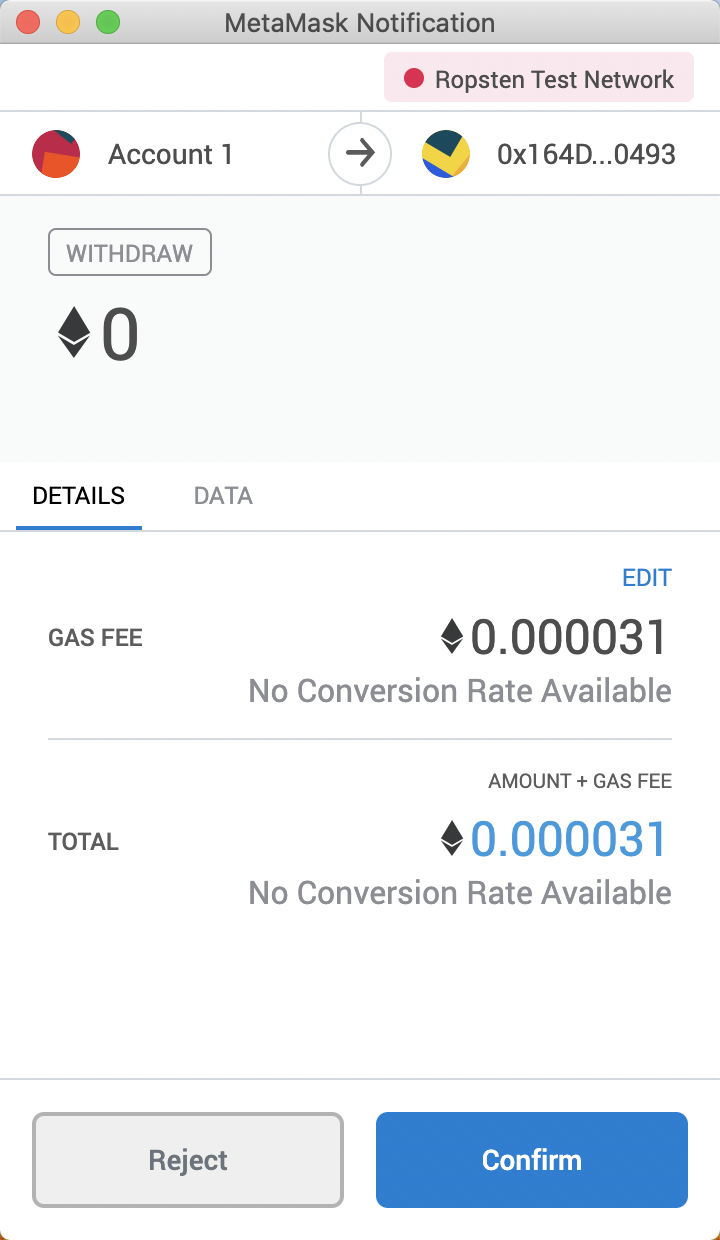 MetaMask Notification
Ropsten Test Network
Account 1
0x164D...0493
WITHDRAW
0
DETAILS
DATA
EDIT
GAS FEE
0.000031
No Conversion Rate Available
AMOUNT + GAS FEE
TOTAL
0.000031
No Conversion Rate Available
Reject
Confirm